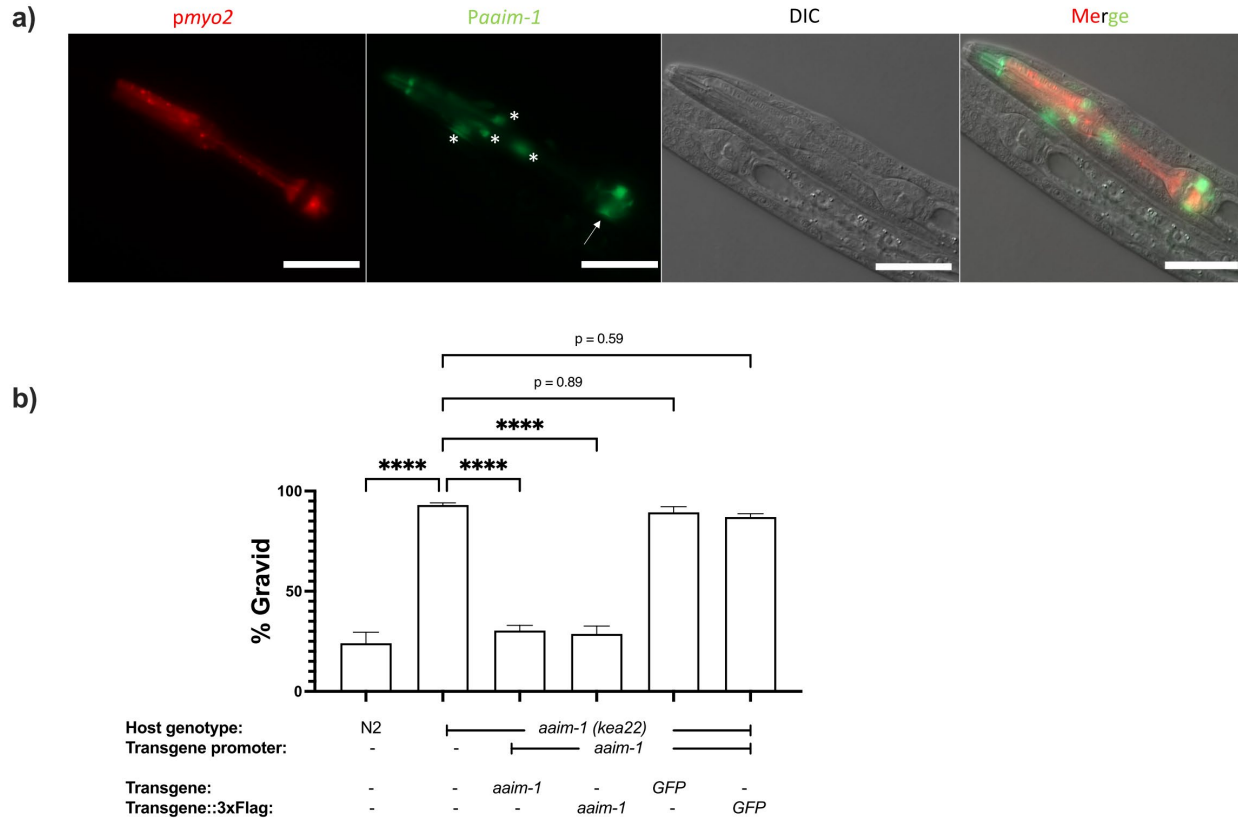 a)
pmyo2 Paaim-1 DIC Merge
* * * *
b)
p = 0.59
p = 0.89
****
**** ****
100
50
0
% Gravid
Host genotype: N2 aaim-1 (kea22)
Transgene promoter: - - aaim-1
Transgene: - - aaim-1 - GFP -
Transgene::3xFlag: - - - aaim-1 - GFP